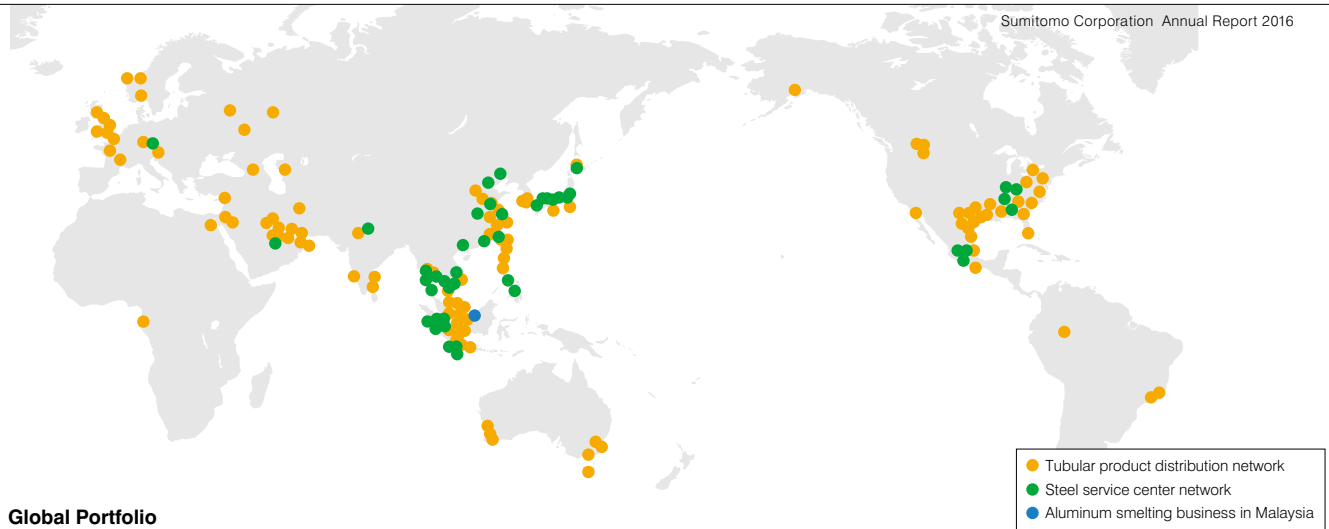 Sumitomo Corporation Annual Report 2016
Tubular product distribution network
Steel service center network
Aluminum smelting business in Malaysia
Global Portfolio